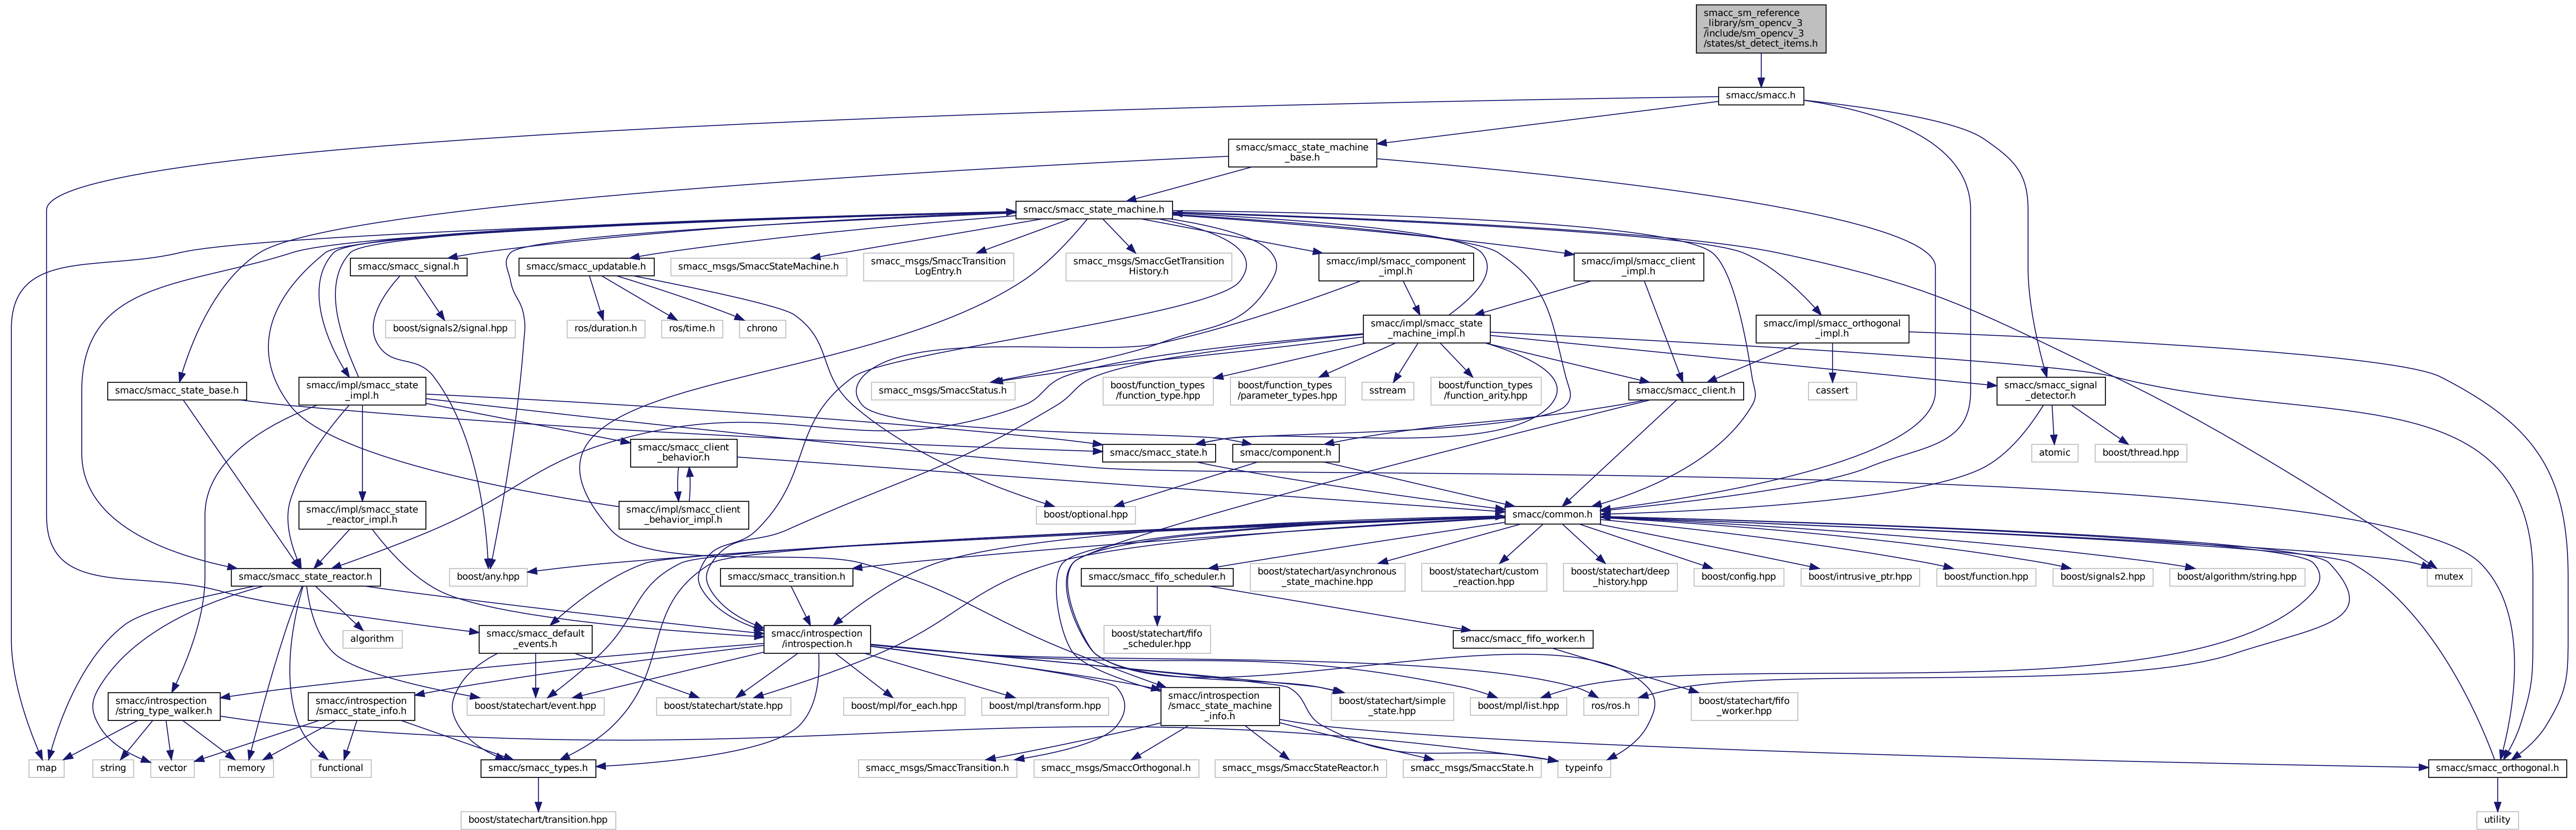 smacc_sm_reference
_library/sm_opencv_3
/include/sm_opencv_3
/states/st_detect_items.h
smacc/smacc.h
smacc/smacc_state_machine
_base.h
smacc/smacc_state_machine.h
smacc/smacc_signal.h
smacc/smacc_updatable.h
smacc_msgs/SmaccStateMachine.h
smacc_msgs/SmaccTransition
LogEntry.h
smacc_msgs/SmaccGetTransition
History.h
smacc/impl/smacc_component
_impl.h
smacc/impl/smacc_client
_impl.h
boost/signals2/signal.hpp
ros/duration.h
ros/time.h
chrono
smacc/impl/smacc_state
_machine_impl.h
smacc/impl/smacc_orthogonal
_impl.h
smacc/smacc_state_base.h
smacc/impl/smacc_state
_impl.h
smacc_msgs/SmaccStatus.h
boost/function_types
/function_type.hpp
boost/function_types
/parameter_types.hpp
sstream
boost/function_types
/function_arity.hpp
smacc/smacc_client.h
cassert
smacc/smacc_signal
_detector.h
smacc/smacc_client
_behavior.h
smacc/smacc_state.h
smacc/component.h
atomic
boost/thread.hpp
smacc/impl/smacc_state
_reactor_impl.h
smacc/impl/smacc_client
_behavior_impl.h
boost/optional.hpp
smacc/common.h
smacc/smacc_state_reactor.h
boost/any.hpp
smacc/smacc_transition.h
smacc/smacc_fifo_scheduler.h
boost/statechart/asynchronous
_state_machine.hpp
boost/statechart/custom
_reaction.hpp
boost/statechart/deep
_history.hpp
boost/config.hpp
boost/intrusive_ptr.hpp
boost/function.hpp
boost/signals2.hpp
boost/algorithm/string.hpp
mutex
algorithm
smacc/smacc_default
_events.h
smacc/introspection
/introspection.h
boost/statechart/fifo
_scheduler.hpp
smacc/smacc_fifo_worker.h
smacc/introspection
/string_type_walker.h
smacc/introspection
/smacc_state_info.h
boost/statechart/event.hpp
boost/statechart/state.hpp
boost/mpl/for_each.hpp
boost/mpl/transform.hpp
smacc/introspection
/smacc_state_machine
_info.h
boost/statechart/simple
_state.hpp
boost/mpl/list.hpp
ros/ros.h
boost/statechart/fifo
_worker.hpp
map
string
vector
memory
functional
smacc/smacc_types.h
smacc_msgs/SmaccTransition.h
smacc_msgs/SmaccOrthogonal.h
smacc_msgs/SmaccStateReactor.h
smacc_msgs/SmaccState.h
typeinfo
smacc/smacc_orthogonal.h
boost/statechart/transition.hpp
utility